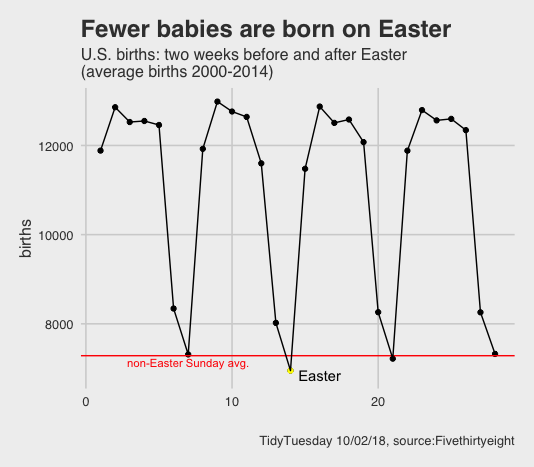 Fewer babies are born on Easter
U.S. births: two weeks before and after Easter
(average births 2000-2014)
births
12000
10000
8000
non-Easter Sunday avg.
Easter
0
10
20
TidyTuesday 10/02/18, source:Fivethirtyeight